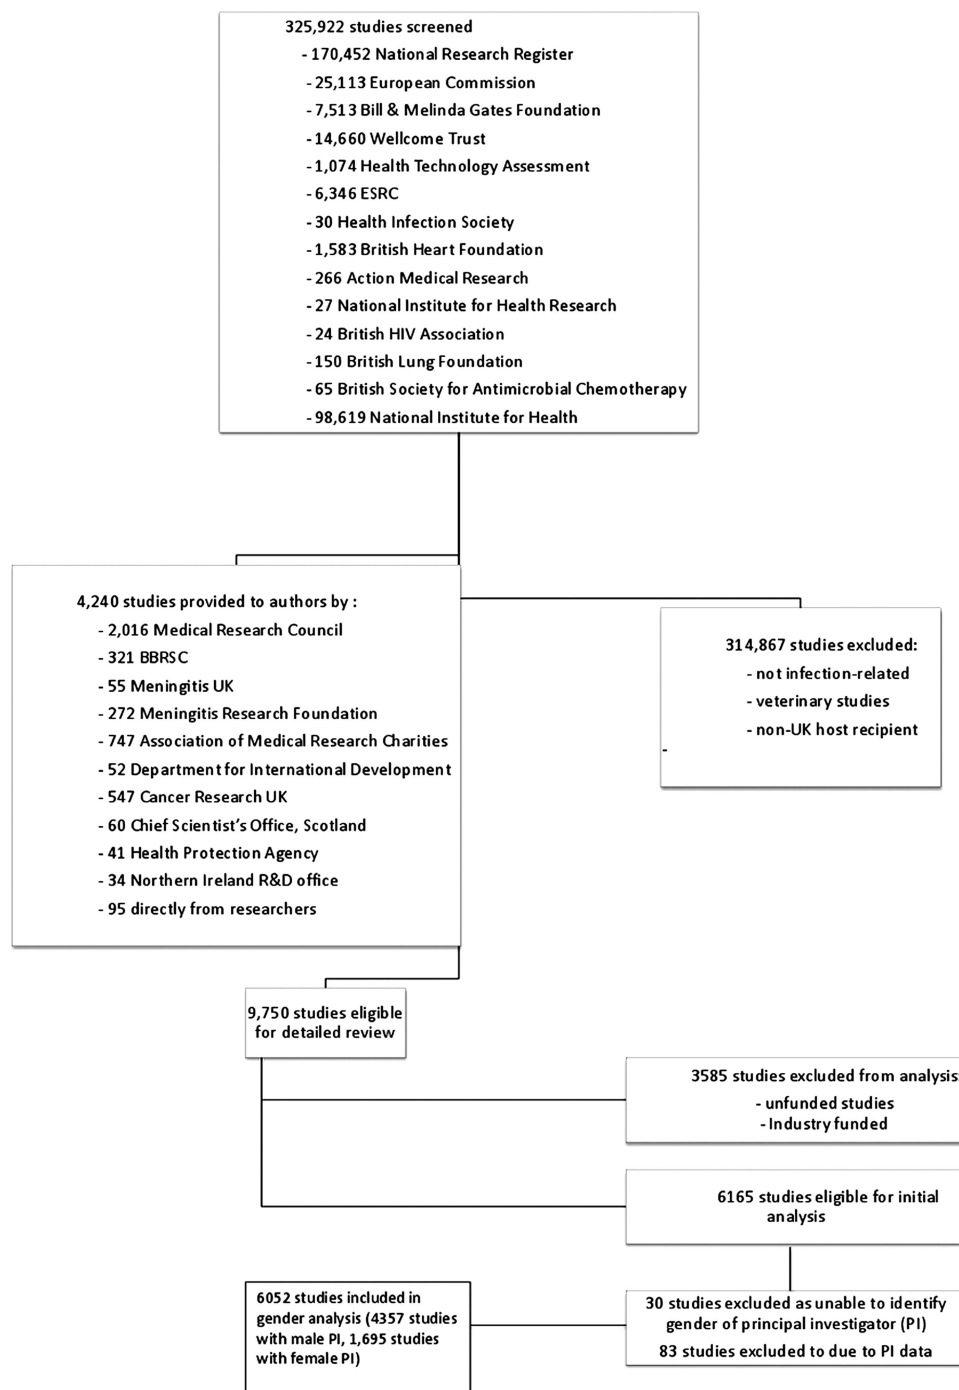 325,922 studies screened
- 170,452 National Research Register
- 25,113 European Commission
- 7,513 Bill & Melinda Gates Foundation
- 14,660 Wellcome Trust
- 1,074 Health Technology Assessment
- 6,346 ESRC
- 30 Health Infection Society
- 1,583 British Heart Foundation
- 266 Action Medical Research
- 27 National Institute for Health Research
- 24 British HIV Association
- 150 British Lung Foundation
- 65 British Society for Antimicrobial Chemotherapy
- 98,619 National Institute for Health
4,240 studies provided to authors by :
- 2,016 Medical Research Council
- 321 BBRSC
- 55 Meningitis UK
- 272 Meningitis Research Foundation
- 747 Association of Medical Research Charities
- 52 Department for International Development
- 547 Cancer Research UK
- 60 Chief Scientist's Office, Scotland
- 41 Health Protection Agency
- 34 Northern Ireland R&D office
- 95 directly from researchers
314,867 studies excluded:
- not infection-related
- veterinary studies
- non-UK host recipient
-
9,750 studies eligible
for detailed review
3585 studies excluded from analysis:
- unfunded studies
- Industry funded
6165 studies eligible for initial
analysis
30 studies excluded as unable to identify
gender of principal investigator (PI)
83 studies excluded to due to PI data
6052 studies included in
gender analysis (4357 studies
with male PI, 1,695 studies
with female PI)